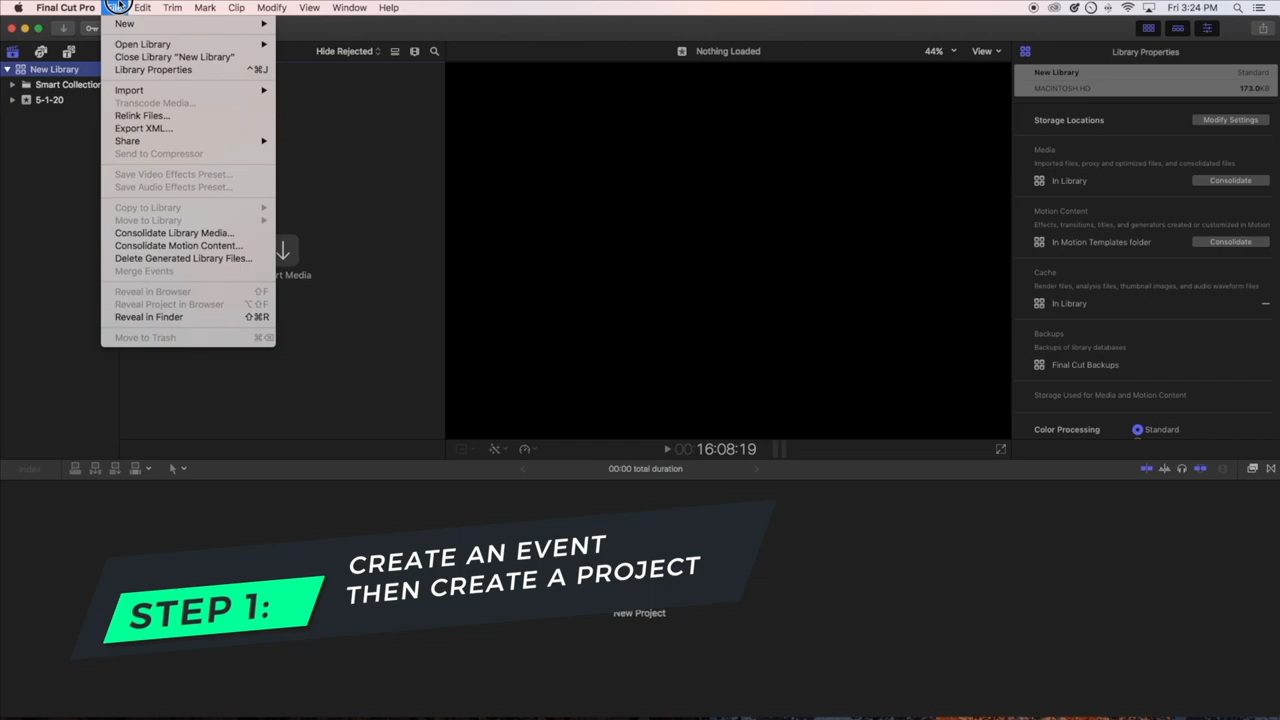 Final Cut Pro File Edit Trim Mark Clip Modify View Window Help Fri 3:24 PM
New
Open Library
Close Library "New Library"
Library Properties ^⌘J
Import
Transcode Media...
Relink Files...
Export XML...
Share
Send to Compressor
Save Video Effects Preset...
Save Audio Effects Preset...
Copy to Library
Move to Library
Consolidate Library Media...
Consolidate Motion Content...
Delete Generated Library Files...
Merge Events
Reveal in Browser ⇧F
Reveal Project in Browser ⌥⇧F
Reveal in Finder ⇧⌘R
Move to Trash ⌘⌫
New Library
Smart Collection
5-1-20
Hide Rejected
rt Media
Nothing Loaded
44%
View
00:00:16:08:19
Library Properties
New Library Standard
MACINTOSH HD 173.0KB
Storage Locations Modify Settings
Media
Imported files, proxy and optimized files, and consolidated files
In Library Consolidate
Motion Content
Effects, transitions, titles, and generators created or customized in Motion
In Motion Templates folder Consolidate
Cache
Render files, analysis files, thumbnail images, and audio waveform files
In Library
Backups
Backups of library databases
Final Cut Backups
Storage Used for Media and Motion Content
Color Processing Standard
Index
00:00 total duration
STEP 1:
CREATE AN EVENT
THEN CREATE A PROJECT
New Project